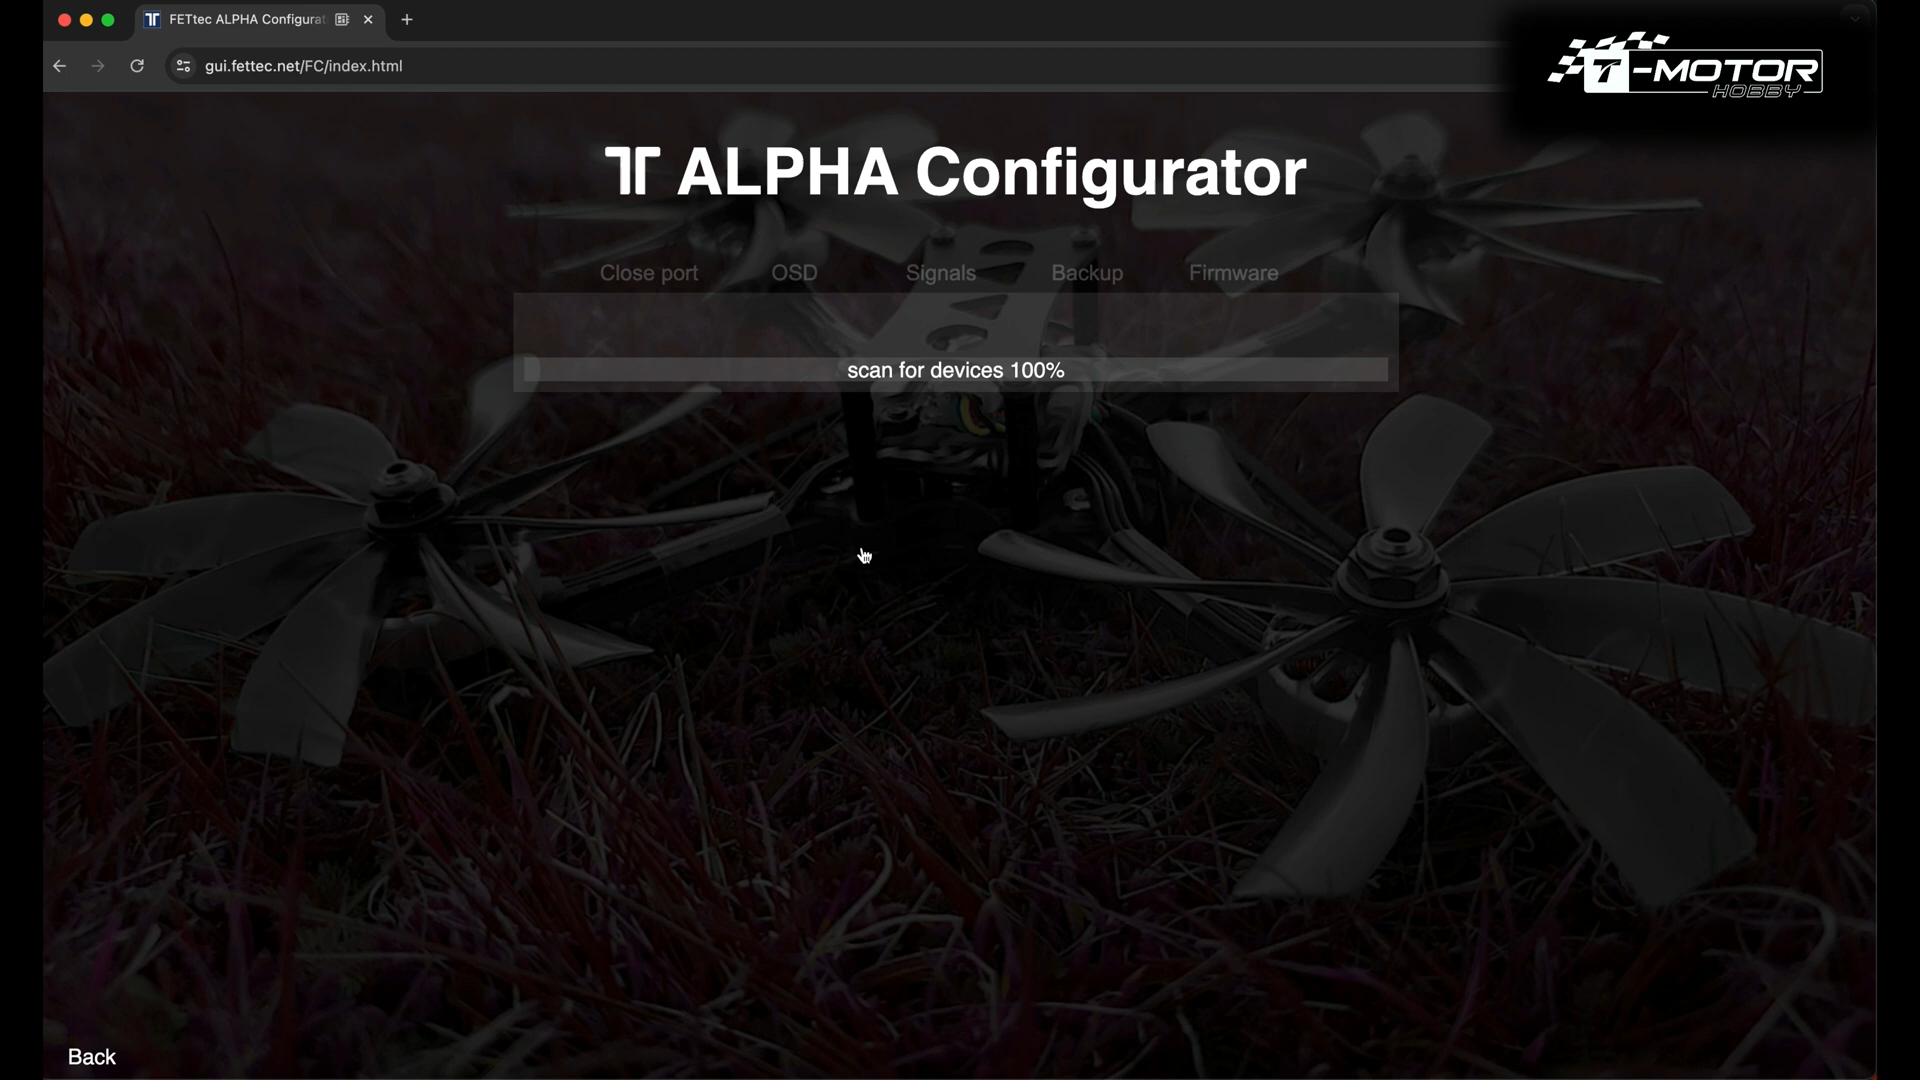 FETtec ALPHA Configurat
gui.fettec.net/FC/index.html
T-MOTOR
HOBBY
ALPHA Configurator
Close port OSD Signals Backup Firmware
scan for devices 100%
Back